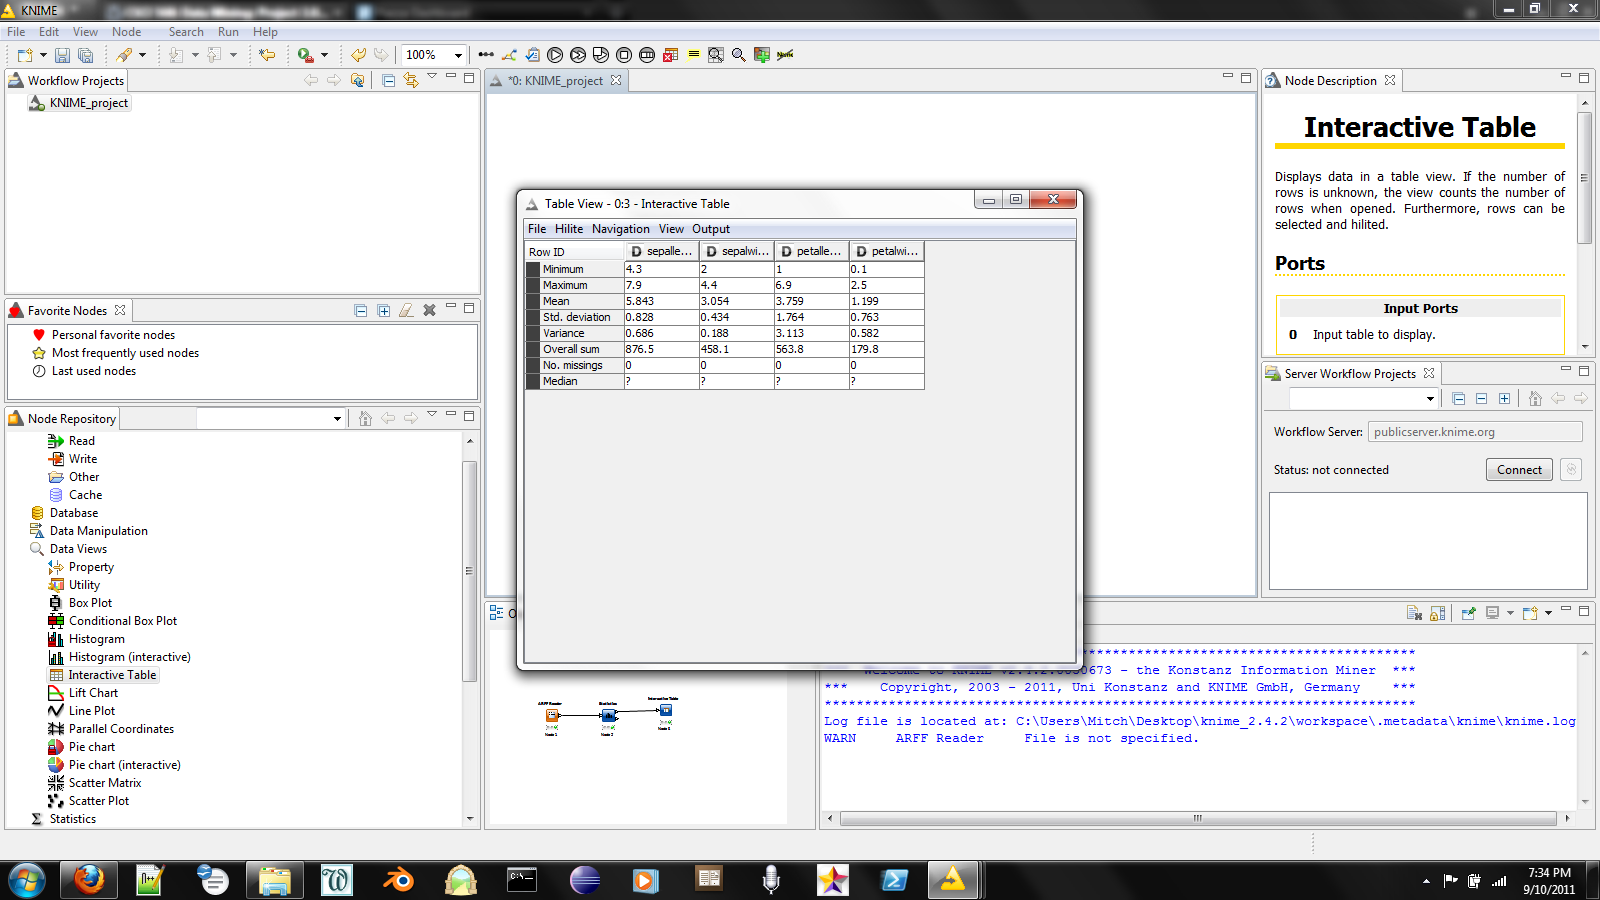 KNIME
File Edit View Node Search Run Help
100%
Workflow Projects
KNIME_project
*0: KNIME_project
Node Description
Interactive Table
Displays data in a table view. If the number of
rows is unknown, the view counts the number of
rows when opened. Furthermore, rows can be
selected and hilited.
Ports
Input Ports
0 Input table to display.
Table View - 0:3 - Interactive Table
File Hilite Navigation View Output
Row ID D sepalle... D sepalwi... D petalle... D petalwi...
Minimum 4.3 2 1 0.1
Maximum 7.9 4.4 6.9 2.5
Mean 5.843 3.054 3.759 1.199
Std. deviation 0.828 0.434 1.764 0.763
Variance 0.686 0.188 3.113 0.582
Overall sum 876.5 458.1 563.8 179.8
No. missings 0 0 0 0
Median ? ? ? ?
Favorite Nodes
Personal favorite nodes
Most frequently used nodes
Last used nodes
Node Repository
Read
Write
Other
Cache
Database
Data Manipulation
Data Views
Property
Utility
Box Plot
Conditional Box Plot
Histogram
Histogram (interactive)
Interactive Table
Lift Chart
Line Plot
Parallel Coordinates
Pie chart
Pie chart (interactive)
Scatter Matrix
Scatter Plot
Statistics
Server Workflow Projects
Workflow Server: publicserver.knime.org
Status: not connected
Connect
ARFF Reader
Node 1
Statistics
Node 2
Interactive Table
*** Copyright, 2003 - 2011, Uni Konstanz and KNIME GmbH, Germany ***
- the Konstanz Information Miner ***
Log file is located at: C:\Users\Mitch\Desktop\knime_2.4.2\workspace\.metadata\knime\knime.log
WARN ARFF Reader File is not specified.
7:34 PM
9/10/2011